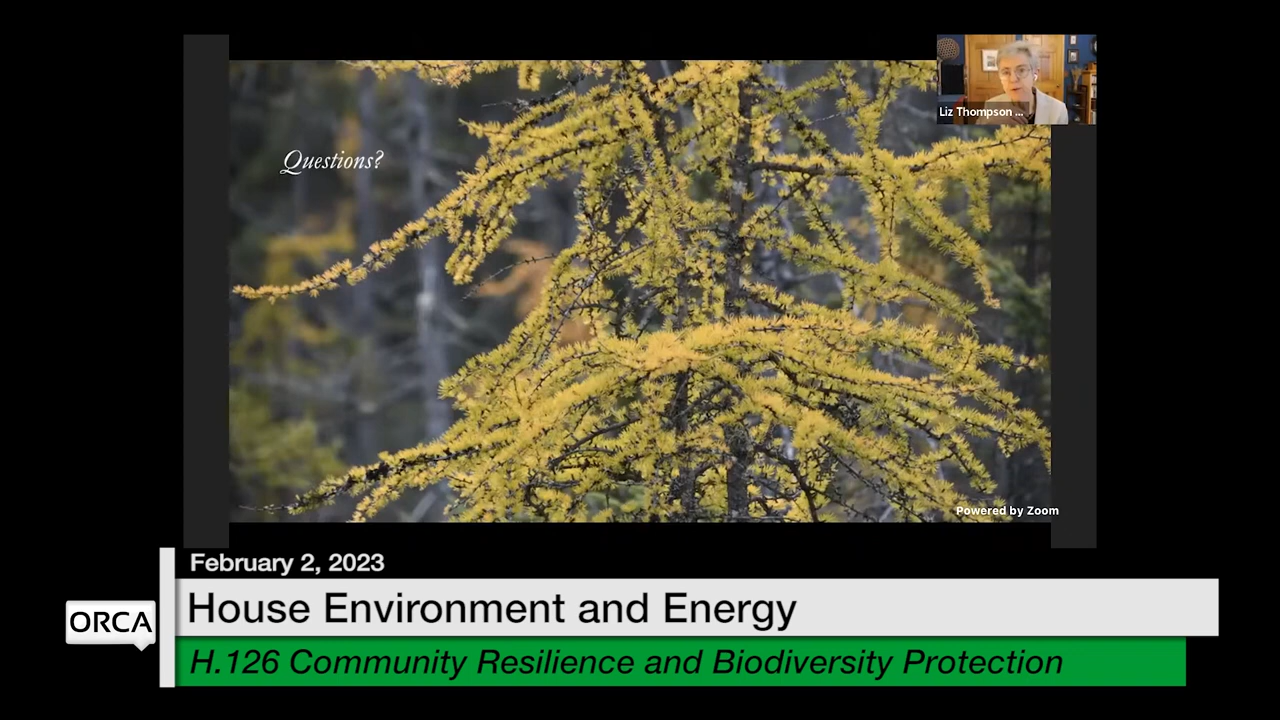 Liz Thompson ...
Questions?
Powered by Zoom
February 2, 2023
House Environment and Energy
ORCA
H.126 Community Resilience and Biodiversity Protection